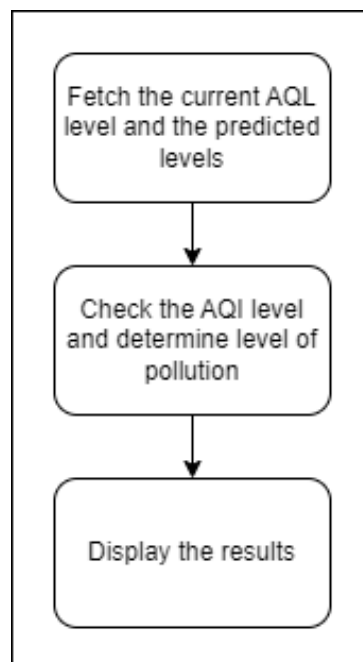 Fetch the current AQL
level and the predicted
levels
Check the AQI level
and determine level of
pollution
Display the results